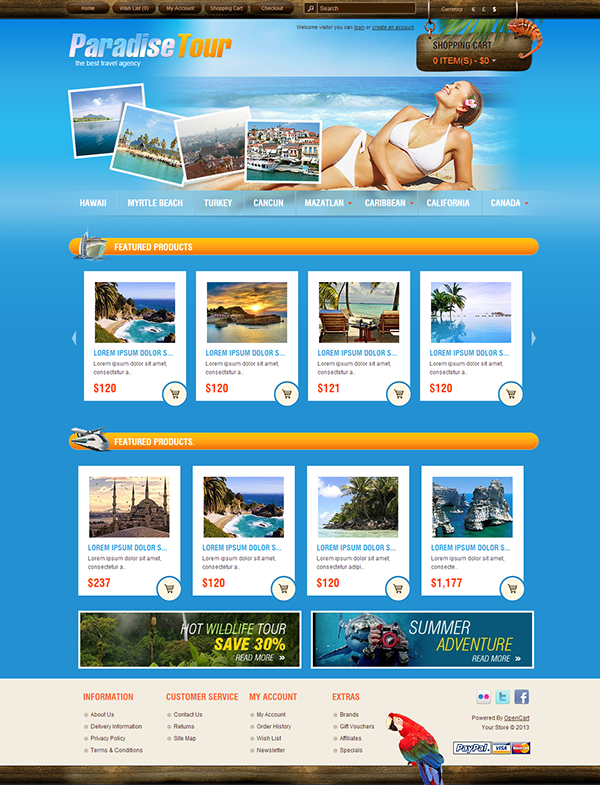 Home Wish List (0) My Account Shopping Cart Checkout Search Currency € £ $
Welcome visitor you can login or create an account.
ParadiseTour
the best travel agency
SHOPPING CART
0 ITEM(S) - $0
HAWAII MYRTLE BEACH TURKEY CANCUN MAZATLAN CARIBBEAN CALIFORNIA CANADA
FEATURED PRODUCTS
LOREM IPSUM DOLOR S... LOREM IPSUM DOLOR S... LOREM IPSUM DOLOR S... LOREM IPSUM DOLOR S...
Lorem ipsum dolor sit amet, Lorem ipsum dolor sit amet, Lorem ipsum dolor sit amet, Lorem ipsum dolor sit amet,
consectetur a.. consectetur a.. consectetur a.. consectetur a..
$120 $120 $121 $120
FEATURED PRODUCTS.
LOREM IPSUM DOLOR S... LOREM IPSUM DOLOR S... LOREM IPSUM DOLOR S... LOREM IPSUM DOLOR S...
Lorem ipsum dolor sit amet, Lorem ipsum dolor sit amet, Lorem ipsum dolor sit amet, Lorem ipsum dolor sit amet,
consectetur a.. consectetur a.. consectetur adipi.. consecte..
$237 $120 $120 $1,177
HOT WILDLIFE TOUR
SAVE 30%
READ MORE »
SUMMER
ADVENTURE
READ MORE »
INFORMATION
About Us
Delivery Information
Privacy Policy
Terms & Conditions
CUSTOMER SERVICE
Contact Us
Returns
Site Map
MY ACCOUNT
My Account
Order History
Wish List
Newsletter
EXTRAS
Brands
Gift Vouchers
Affiliates
Specials
Powered By OpenCart
Your Store © 2013
PayPal VISA MasterCard